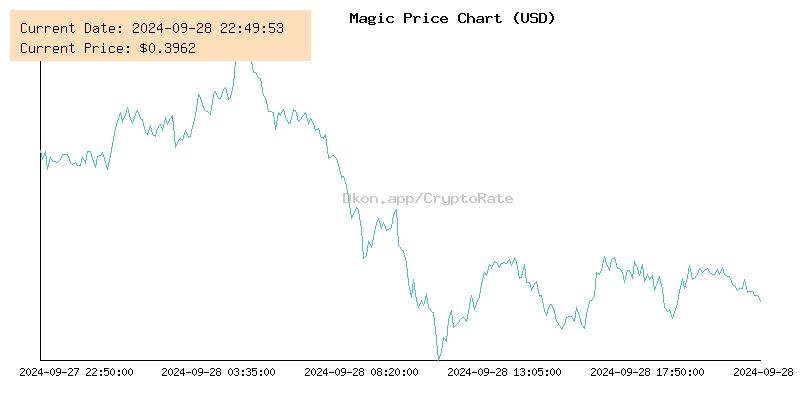 Magic Price Chart (USD)
Current Date: 2024-09-28 22:49:53
Current Price: $0.3962
Dkon.app/CryptoRate
2024-09-27 22:50:00 2024-09-28 03:35:00 2024-09-28 08:20:00 2024-09-28 13:05:00 2024-09-28 17:50:00 2024-09-28